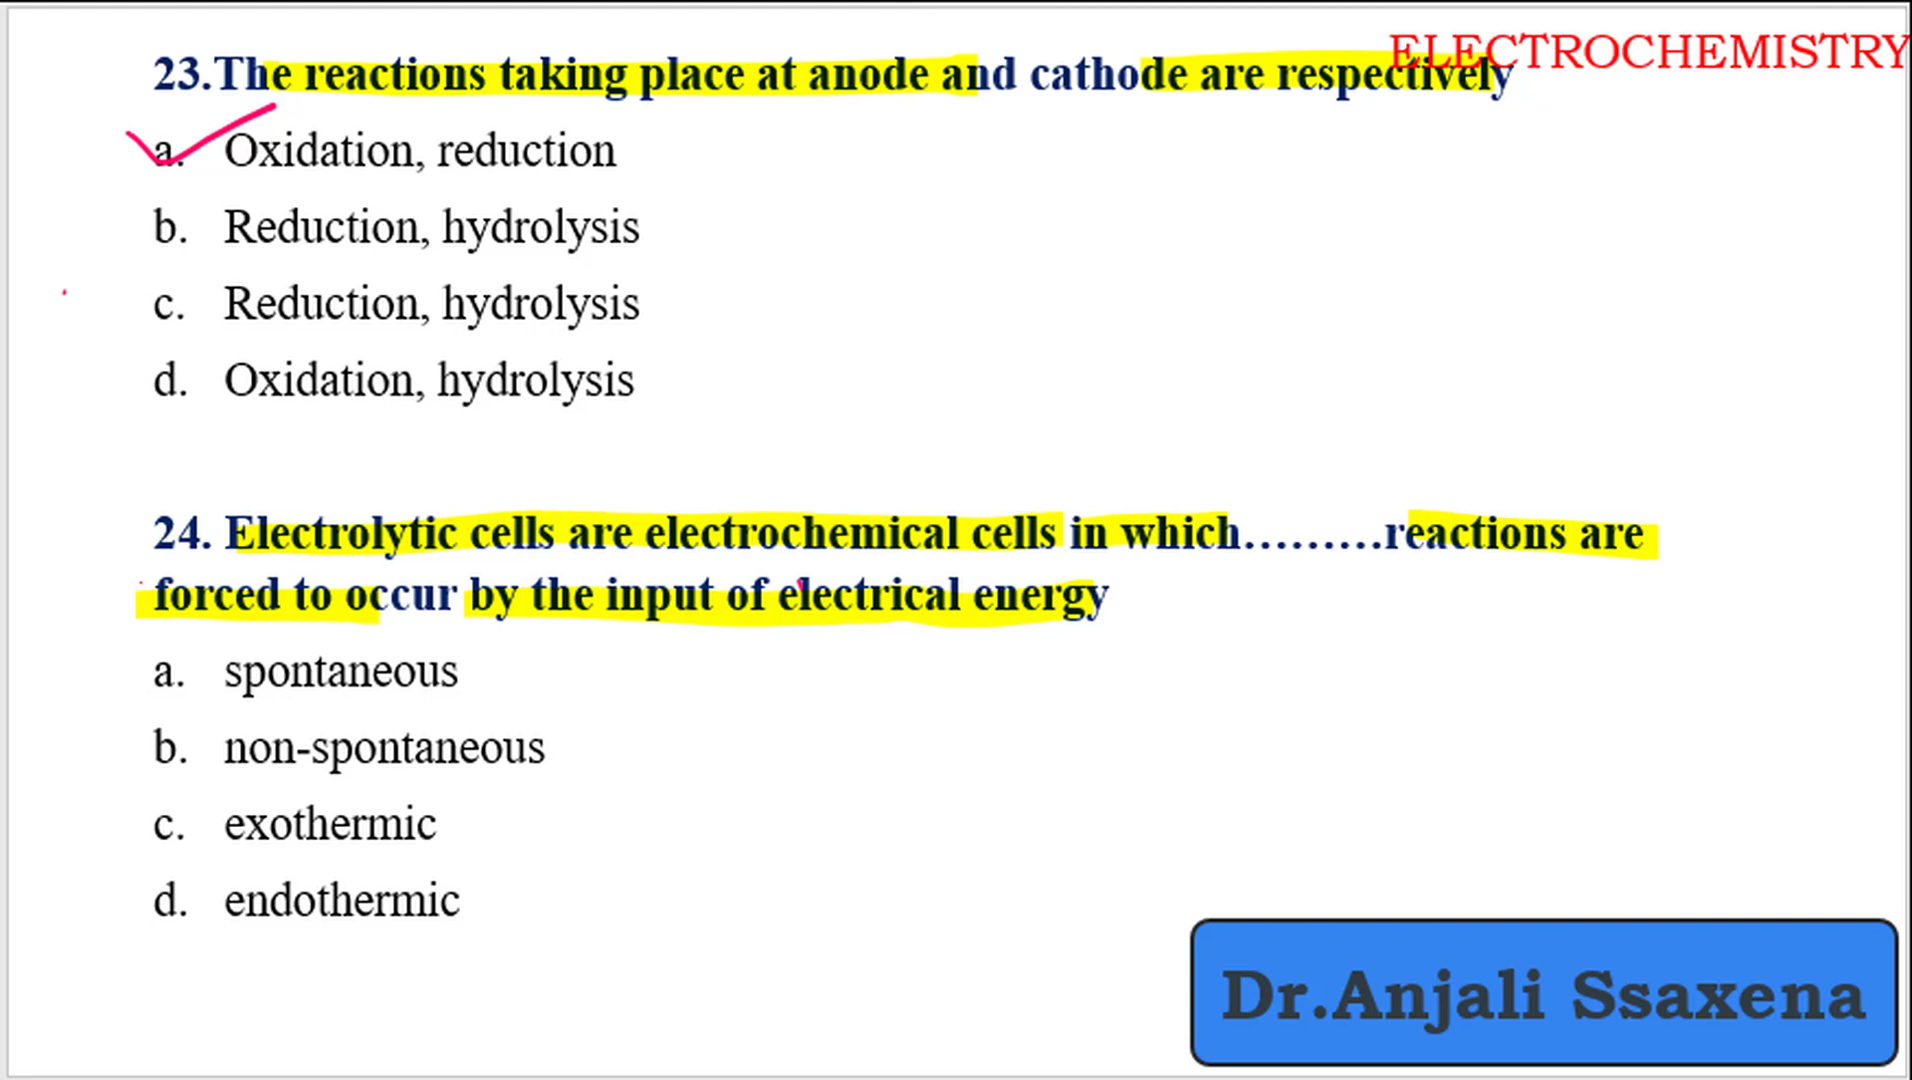 ELECTROCHEMISTRY
23.The reactions taking place at anode and cathode are respectively
a. Oxidation, reduction
b. Reduction, hydrolysis
c. Reduction, hydrolysis
d. Oxidation, hydrolysis
24. Electrolytic cells are electrochemical cells in which.........reactions are
forced to occur by the input of electrical energy
a. spontaneous
b. non-spontaneous
c. exothermic
d. endothermic
Dr.Anjali Ssaxena